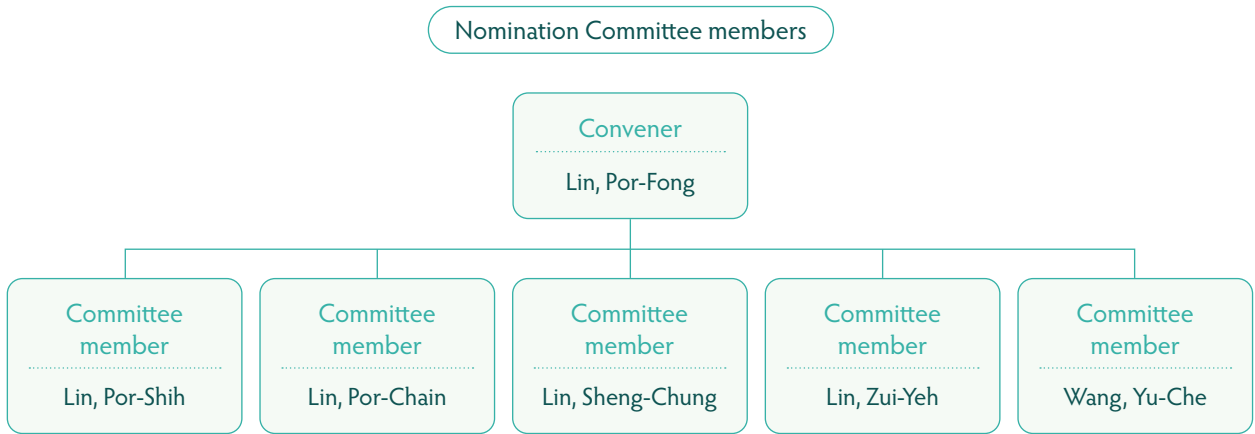 Nomination Committee members
Convener
Lin, Por-Fong
Committee
member
Lin, Por-Shih
Committee
member
Lin, Por-Chain
Committee
member
Lin, Sheng-Chung
Committee
member
Lin, Zui-Yeh
Committee
member
Wang, Yu-Che